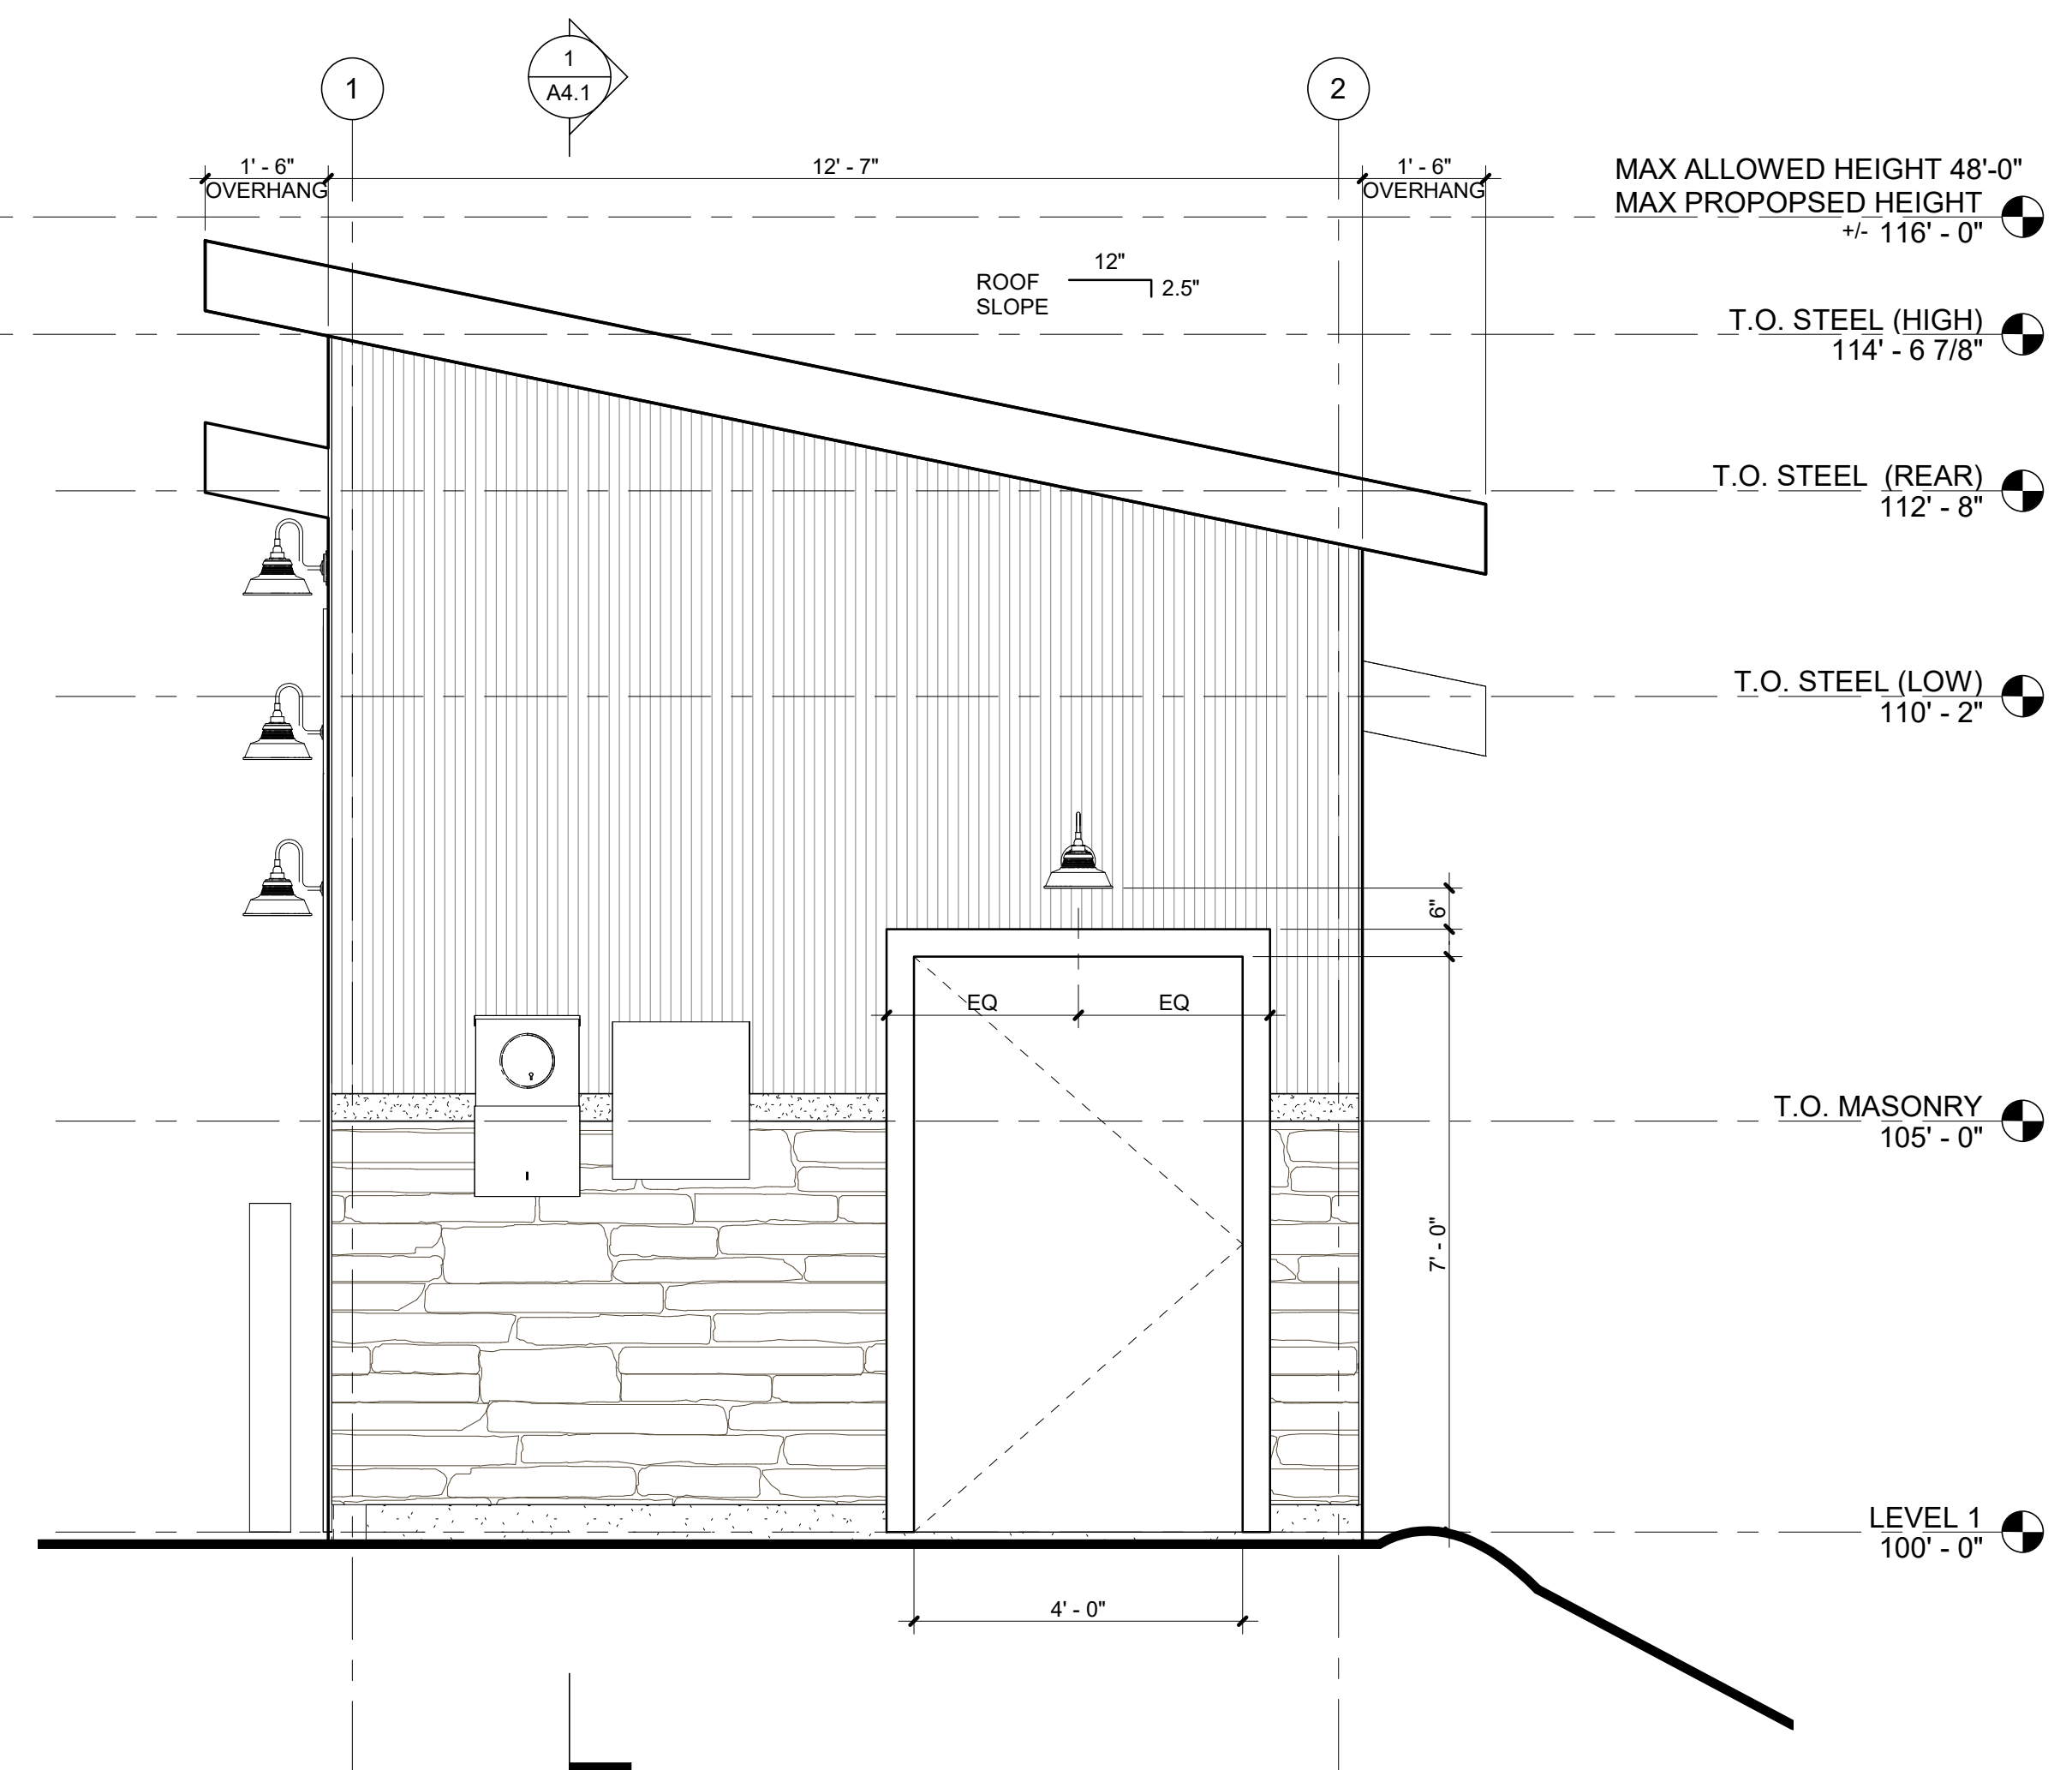 1
1
A4.1
2
1' - 6"
OVERHANG
12' - 7"
1' - 6"
OVERHANG
MAX ALLOWED HEIGHT 48'-0"
MAX PROPOPSED HEIGHT
+/- 116' - 0"
ROOF
SLOPE
12"
2.5"
T.O. STEEL (HIGH)
114' - 6 7/8"
T.O. STEEL (REAR)
112' - 8"
T.O. STEEL (LOW)
110' - 2"
6"
EQ
EQ
T.O. MASONRY
105' - 0"
7' - 0"
LEVEL 1
100' - 0"
4' - 0"